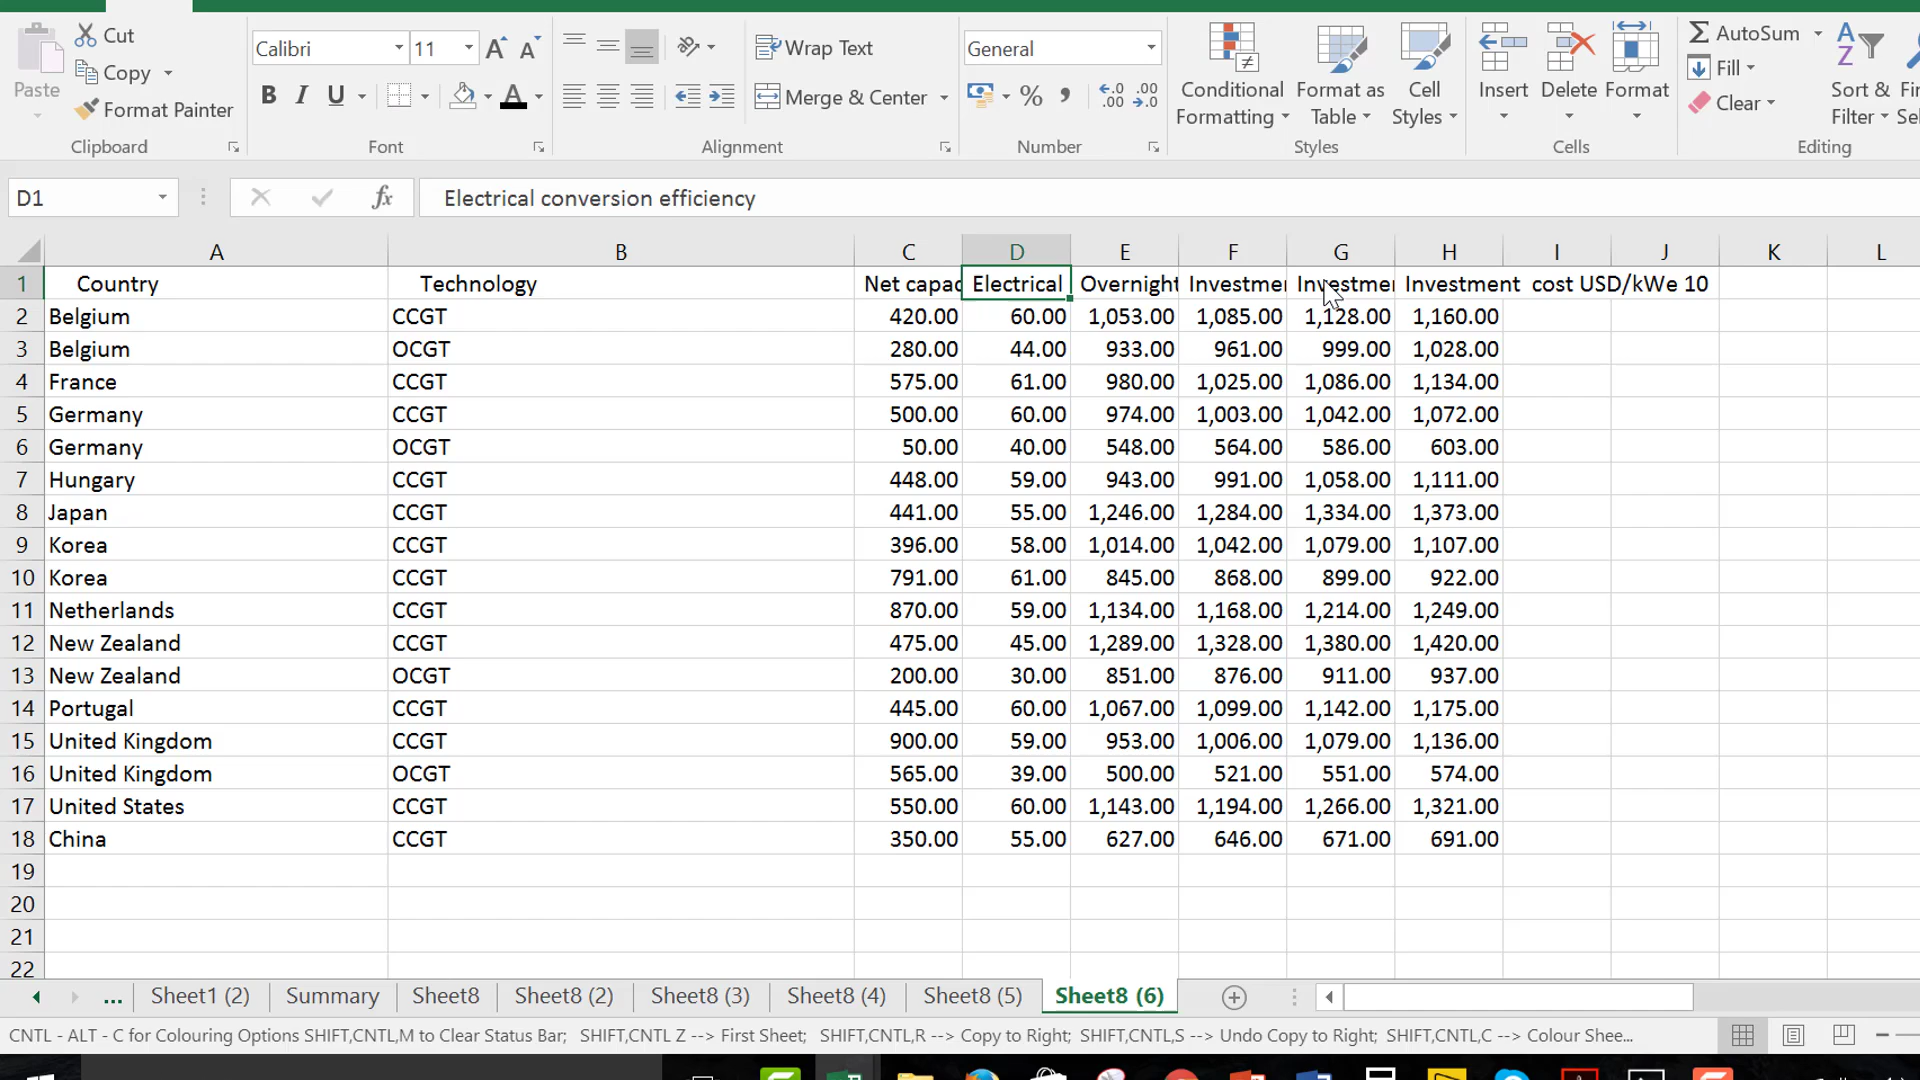 Cut
Copy
Format Painter
Paste
Clipboard
Calibri 11
B I U
Font
Wrap Text
Merge & Center
Alignment
General
Number
Conditional Formatting
Format as Table
Cell Styles
Styles
Insert
Delete
Format
Cells
AutoSum
Fill
Clear
Sort &
Filter
Editing
D1
fx
Electrical conversion efficiency
A B C D E F G H I J K L
1 Country Technology Net capac Electrical Overnight Investmen Investmen Investment cost USD/kWe 10
2 Belgium CCGT 420.00 60.00 1,053.00 1,085.00 1,128.00 1,160.00
3 Belgium OCGT 280.00 44.00 933.00 961.00 999.00 1,028.00
4 France CCGT 575.00 61.00 980.00 1,025.00 1,086.00 1,134.00
5 Germany CCGT 500.00 60.00 974.00 1,003.00 1,042.00 1,072.00
6 Germany OCGT 50.00 40.00 548.00 564.00 586.00 603.00
7 Hungary CCGT 448.00 59.00 943.00 991.00 1,058.00 1,111.00
8 Japan CCGT 441.00 55.00 1,246.00 1,284.00 1,334.00 1,373.00
9 Korea CCGT 396.00 58.00 1,014.00 1,042.00 1,079.00 1,107.00
10 Korea CCGT 791.00 61.00 845.00 868.00 899.00 922.00
11 Netherlands CCGT 870.00 59.00 1,134.00 1,168.00 1,214.00 1,249.00
12 New Zealand CCGT 475.00 45.00 1,289.00 1,328.00 1,380.00 1,420.00
13 New Zealand OCGT 200.00 30.00 851.00 876.00 911.00 937.00
14 Portugal CCGT 445.00 60.00 1,067.00 1,099.00 1,142.00 1,175.00
15 United Kingdom CCGT 900.00 59.00 953.00 1,006.00 1,079.00 1,136.00
16 United Kingdom OCGT 565.00 39.00 500.00 521.00 551.00 574.00
17 United States CCGT 550.00 60.00 1,143.00 1,194.00 1,266.00 1,321.00
18 China CCGT 350.00 55.00 627.00 646.00 671.00 691.00
19
20
21
22
... Sheet1 (2) Summary Sheet8 Sheet8 (2) Sheet8 (3) Sheet8 (4) Sheet8 (5) Sheet8 (6)
CNTL - ALT - C for Colouring Options SHIFT,CNTL,M to Clear Status Bar; SHIFT,CNTL Z --> First Sheet; SHIFT,CNTL,R --> Copy to Right; SHIFT,CNTL,S --> Undo Copy to Right; SHIFT,CNTL,C --> Colour Shee...